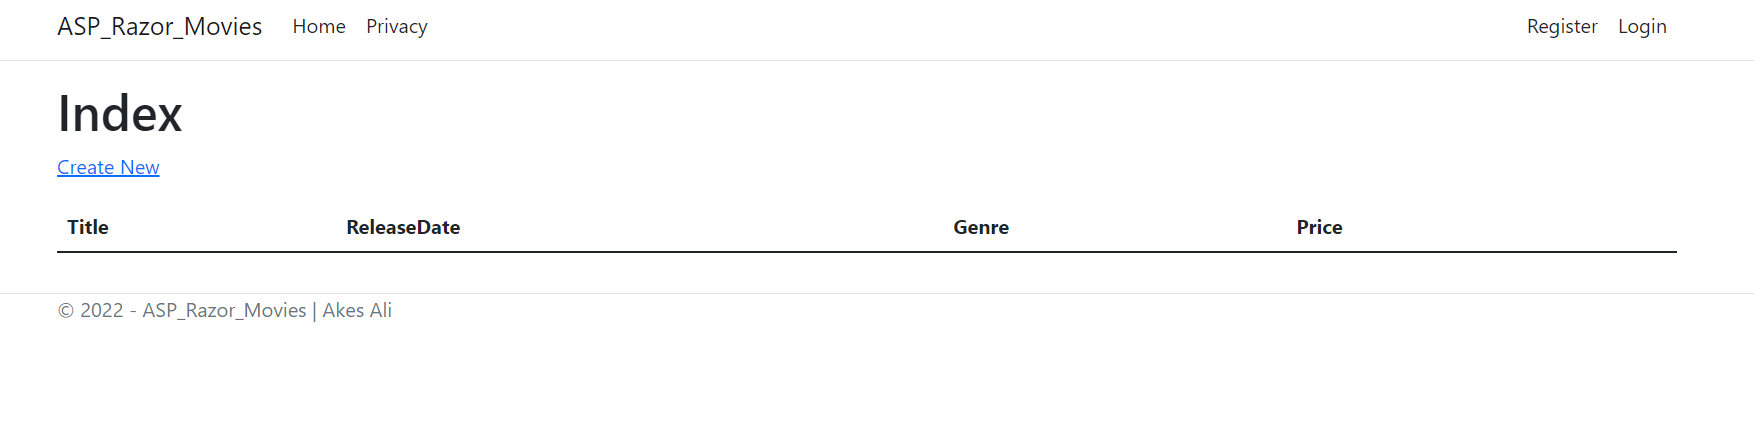 ASP_Razor_Movies Home Privacy Register Login
Index
Create New
Title ReleaseDate Genre Price
© 2022 - ASP_Razor_Movies | Akes Ali